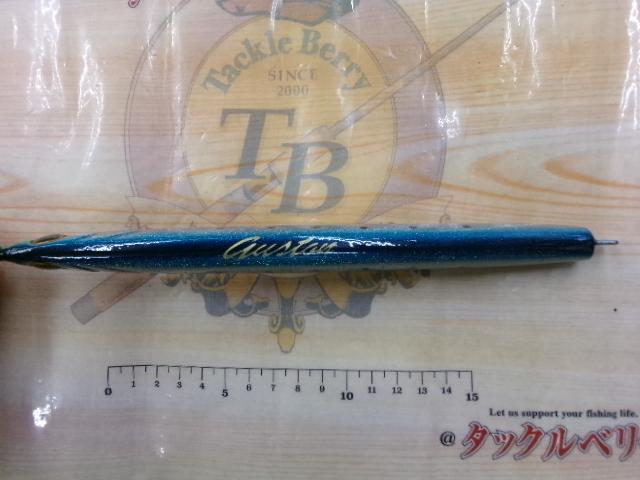 Tackle Berry
SINCE
2000
TB
Gustav
0 1 2 3 4 5 6 7 8 9 10 11 12 13 14 15
Let us support your fishing life.
@タックルベリ